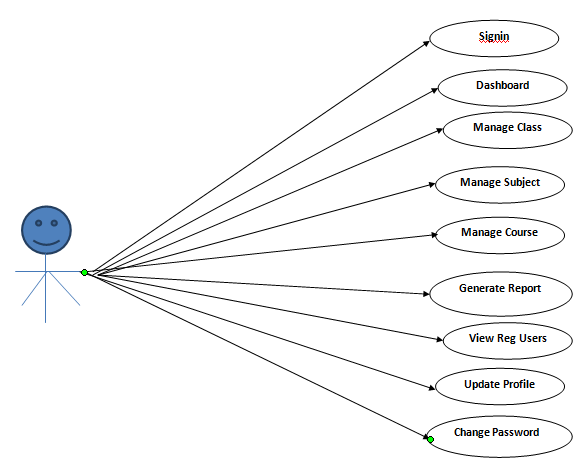 Signin
Dashboard
Manage Class
Manage Subject
Manage Course
Generate Report
View Reg Users
Update Profile
Change Password